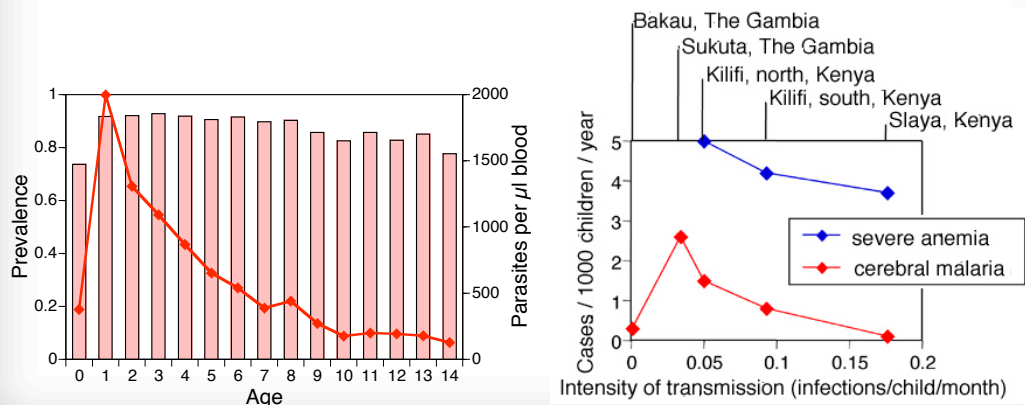 Prevalence
1
0.8
0.6
0.4
0.2
0
0 1 2 3 4 5 6 7 8 9 10 11 12 13 14
Age
2000
1500
1000
500
0
Parasites per µl blood
Bakau, The Gambia
Sukuta, The Gambia
Kilifi, north, Kenya
Kilifi, south, Kenya
Slaya, Kenya
Cases / 1000 children / year
5
4
3
2
1
0
severe anemia
cerebral malaria
0 0.05 0.1 0.15 0.2
Intensity of transmission (infections/child/month)